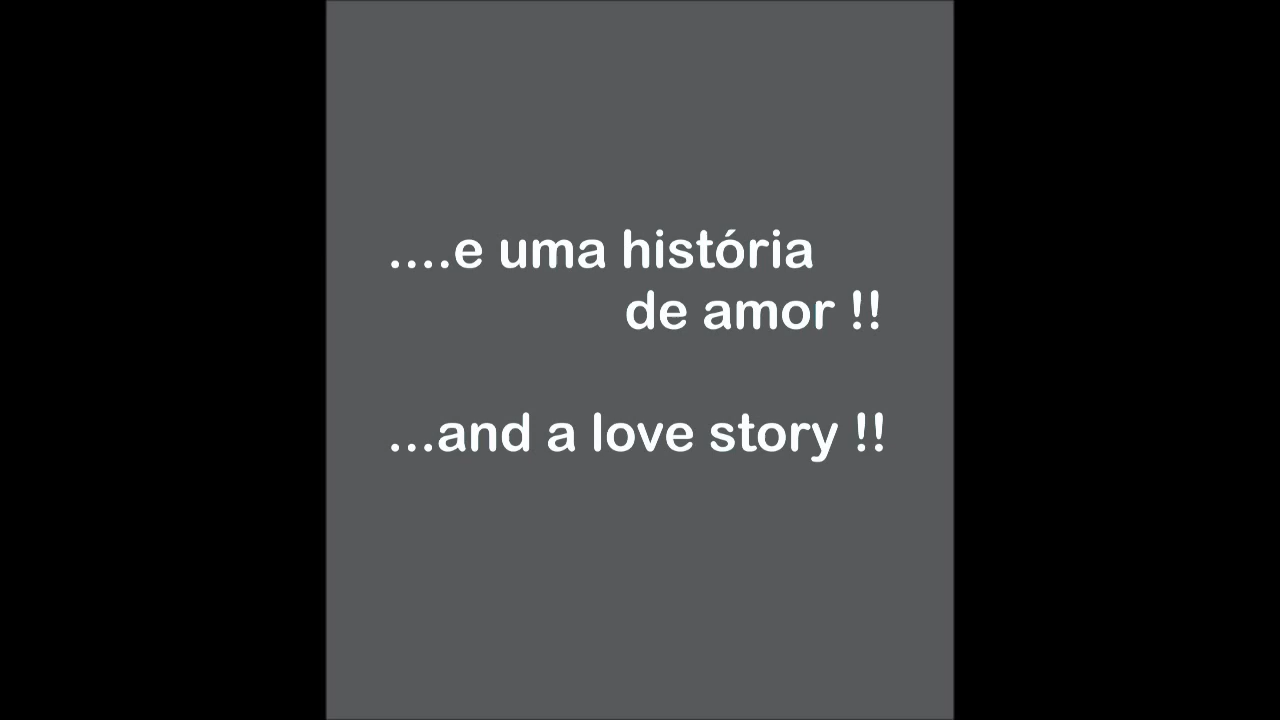 ....e uma história
de amor !!
...and a love story !!